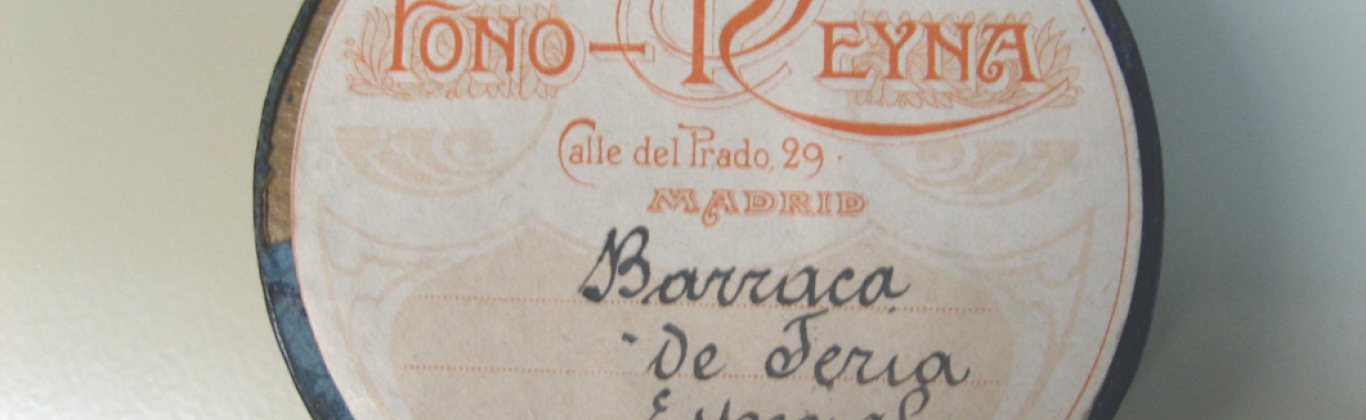 FONO-REYNA
Calle del Prado, 29.
MADRID
Barraca
-De Feria